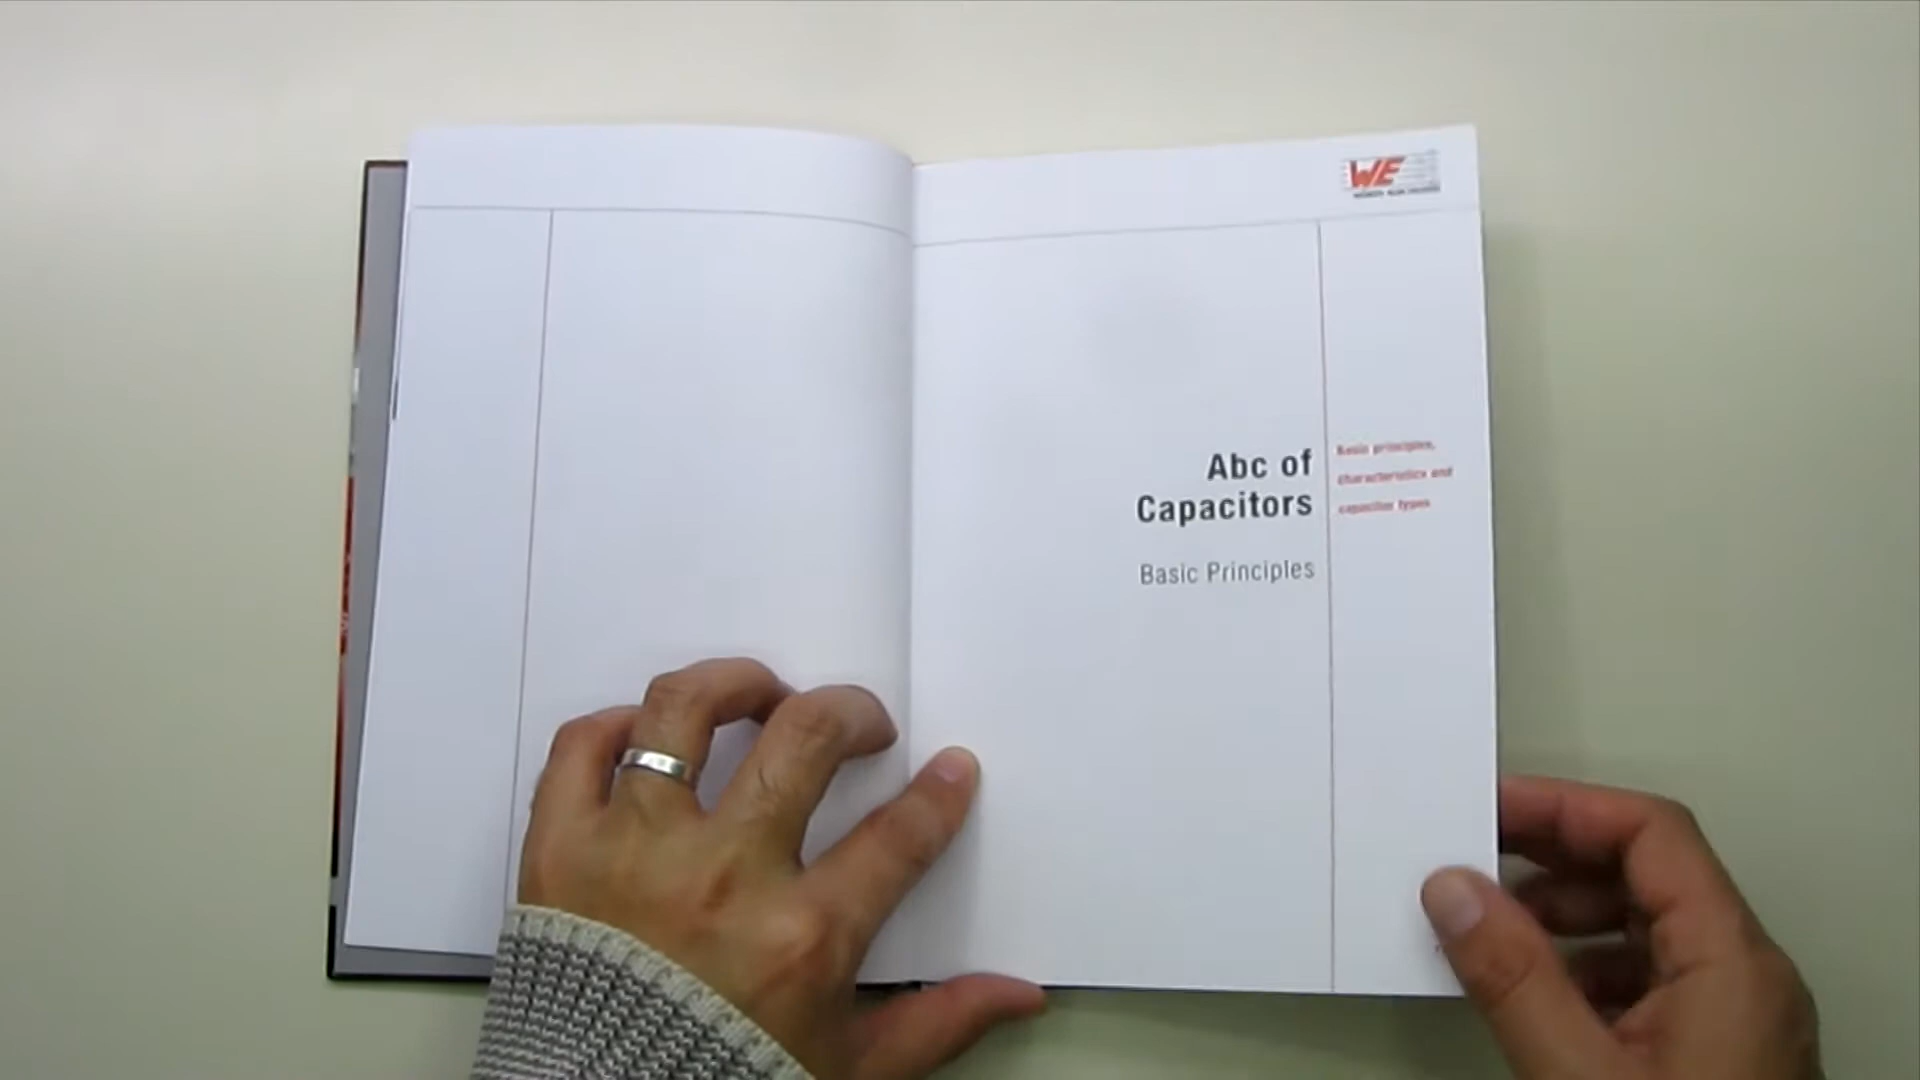 WE
Abc of
Capacitors
Basic Principles
Basic principles,
characteristics and
capacitor types